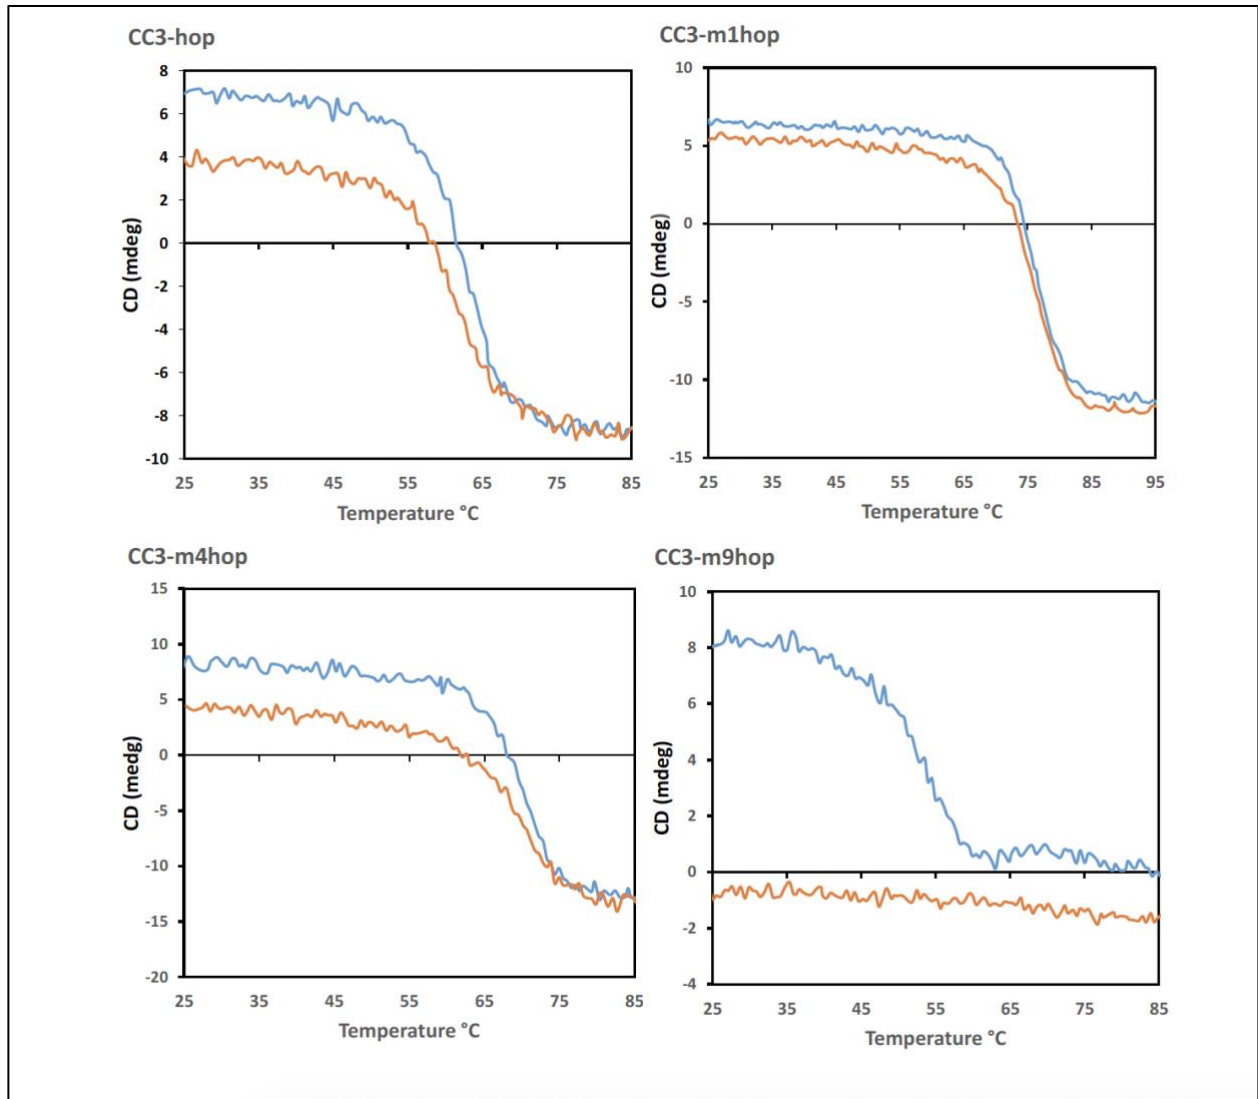 CC3-hop
8
6
4
2
0
-2
-4
-6
-8
-10
CD (mdeg)
25 35 45 55 65 75 85
Temperature °C
CC3-m1hop
10
5
0
-5
-10
-15
CD (mdeg)
25 35 45 55 65 75 85 95
Temperature °C
CC3-m4hop
15
10
5
0
-5
-10
-15
-20
CD (medg)
25 35 45 55 65 75 85
Temperature °C
CC3-m9hop
10
8
6
4
2
0
-2
-4
CD (mdeg)
25 35 45 55 65 75 85
Temperature °C